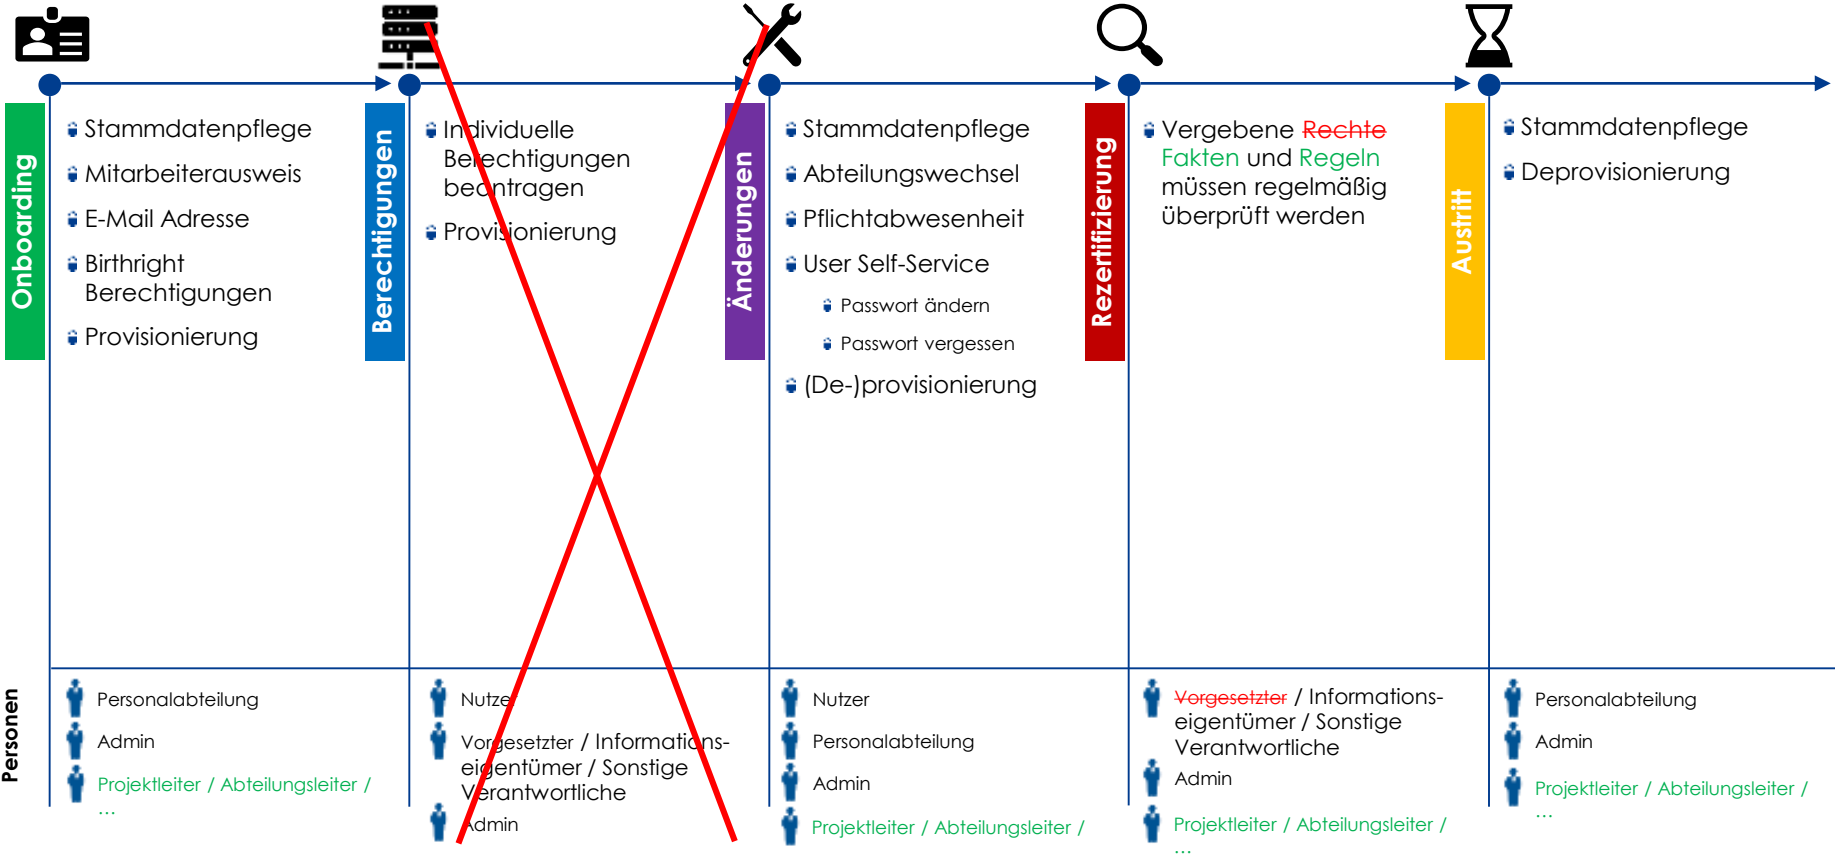 Onboarding
Stammdatenpflege
Mitarbeiterausweis
E-Mail Adresse
Birthright
Berechtigungen
Provisionierung
Berechtigungen
Individuelle
Berechtigungen
beantragen
Provisionierung
Änderungen
Stammdatenpflege
Abteilungswechsel
Pflichtabwesenheit
User Self-Service
Passwort ändern
Passwort vergessen
(De-)provisionierung
Rezertifizierung
Vergebene Rechte
Fakten und Regeln
müssen regelmäßig
überprüft werden
Austritt
Stammdatenpflege
Deprovisionierung
Personen
Personalabteilung
Admin
Projektleiter / Abteilungsleiter /
...
Nutzer
Vorgesetzter / Informations-
eigentümer / Sonstige
Verantwortliche
Admin
Nutzer
Personalabteilung
Admin
Projektleiter / Abteilungsleiter /
Vorgesetzter / Informations-
eigentümer / Sonstige
Verantwortliche
Admin
Projektleiter / Abteilungsleiter /
...
Personalabteilung
Admin
Projektleiter / Abteilungsleiter /
...